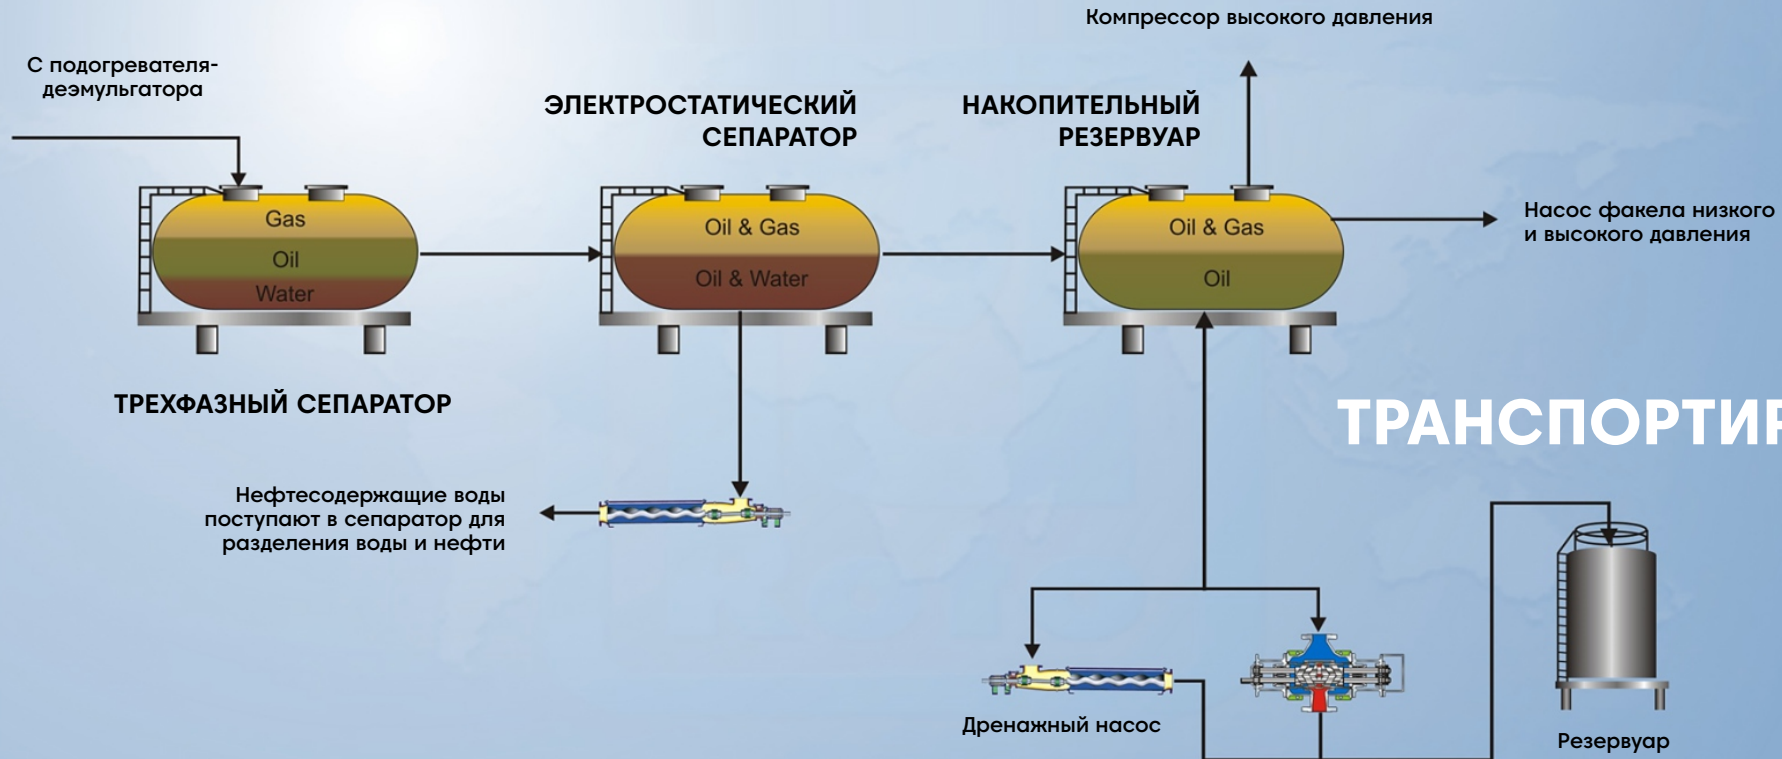 Компрессор высокого давления
С подогревателя-
деэмульгатора
ЭЛЕКТРОСТАТИЧЕСКИЙ
СЕПАРАТОР
НАКОПИТЕЛЬНЫЙ
РЕЗЕРВУАР
Gas
Oil
Water
Oil & Gas
Oil & Water
Oil & Gas
Oil
Насос факела низкого
и высокого давления
ТРЕХФАЗНЫЙ СЕПАРАТОР
ТРАНСПОРТИР
Нефтесодержащие воды
поступают в сепаратор для
разделения воды и нефти
Дренажный насос
Резервуар